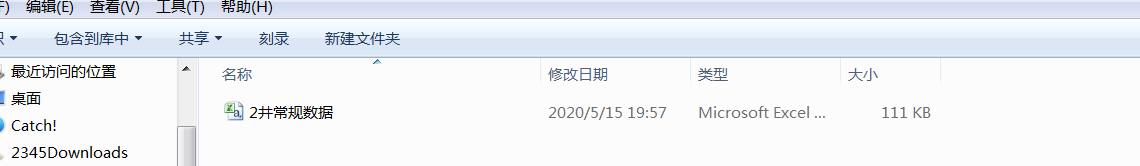 编辑(E) 查看(V) 工具(T) 帮助(H)
包含到库中 共享 刻录 新建文件夹
最近访问的位置
名称 修改日期 类型 大小
桌面
2井常规数据 2020/5/15 19:57 Microsoft Excel ... 111 KB
Catch!
2345Downloads